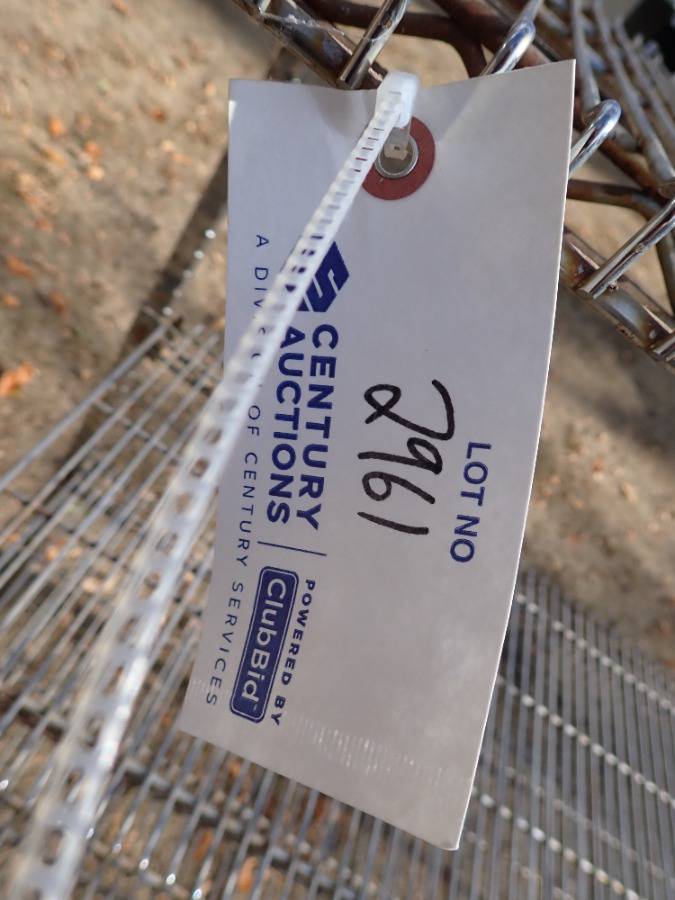 LOT NO
2961
CENTURY
AUCTIONS
POWERED BY
ClubBid
A DIVISION OF CENTURY SERVICES